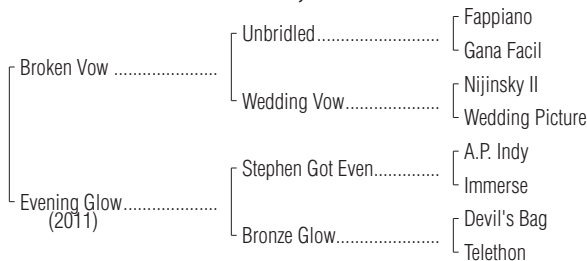 Fappiano
Unbridled....................................
Gana Facil
Broken Vow ......................
Nijinsky II
Wedding Vow...........................
Wedding Picture
A.P. Indy
Stephen Got Even...................
Immerse
Evening Glow....................
(2011)
Devil's Bag
Bronze Glow.............................
Telethon